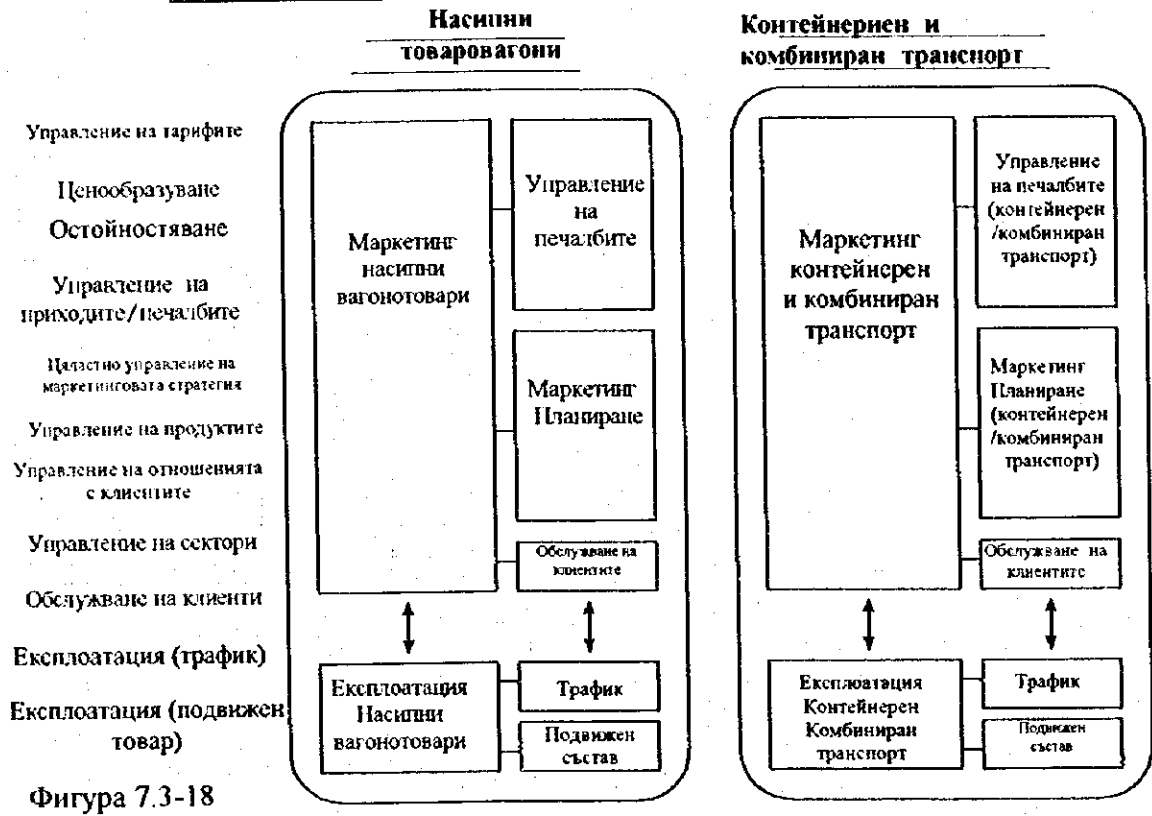 Насипни
товаровагони
Контейнериен и
комбиниран транспорт
Управление на тарифите
Ценообразуване
Остойностяване
Управление на
приходите/печалбите
Цяластно управление на
маркетинговата стратегия
Управление на продуктите
Управление на отношенията
с клиентите
Управление на сектори
Обслужване на клиенти
Експлоатация (трафик)
Експлоатация (подвижен
товар)
Маркетинг
насипни
вагонотовари
Управление
на
печалбите
Маркетинг
Планиране
Обслужване на
клиентите
Експлоатация
Насипни
вагонотовари
Трафик
Подвижен
състав
Маркетинг
контейнерен
и комбиниран
транспорт
Управление
на печалбите
(контейнерен
/комбиниран
транспорт)
Маркетинг
Планиране
(контейнерен
/комбиниран
транспорт)
Обслужване на
клиентите
Експлоатация
Контейнерен
Комбиниран
транспорт
Трафик
Подвижен
състав
Фигура 7.3-18